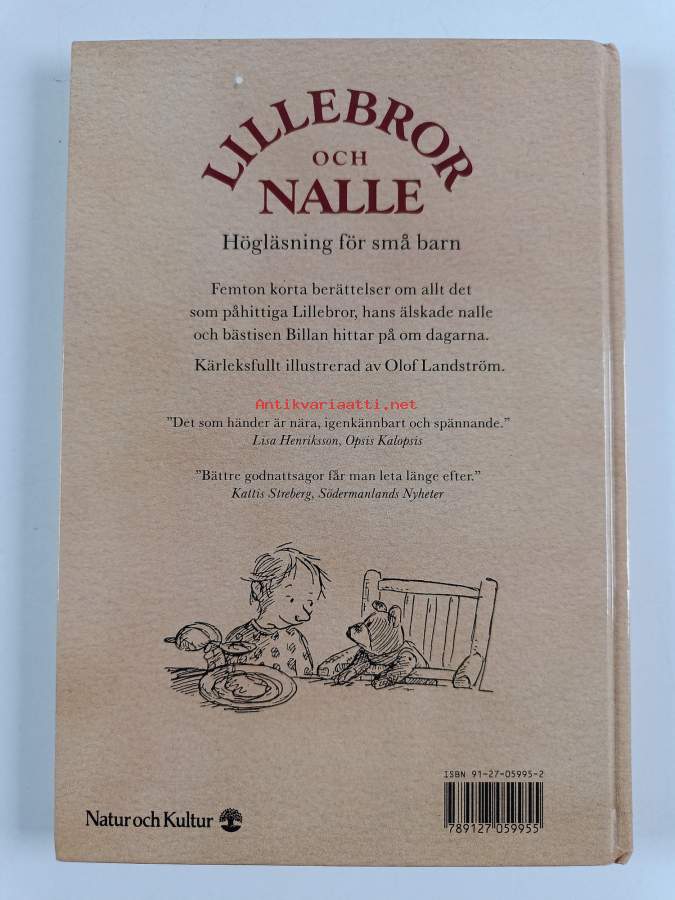 LILLEBROR
OCH
NALLE
Högläsning för små barn
Femton korta berättelser om allt det
som påhittiga Lillebror, hans älskade nalle
och bästisen Billan hittar på om dagarna.
Kärleksfullt illustrerad av Olof Landström.
Antikvariaatti.net
”Det som händer är nära, igenkännbart och spännande.”
Lisa Henriksson, Opsis Kalopsis
”Bättre godnattsagor får man leta länge efter.”
Kattis Streberg, Södermanlands Nyheter
ISBN 91-27-05995-2
Natur och Kultur
789127 059955